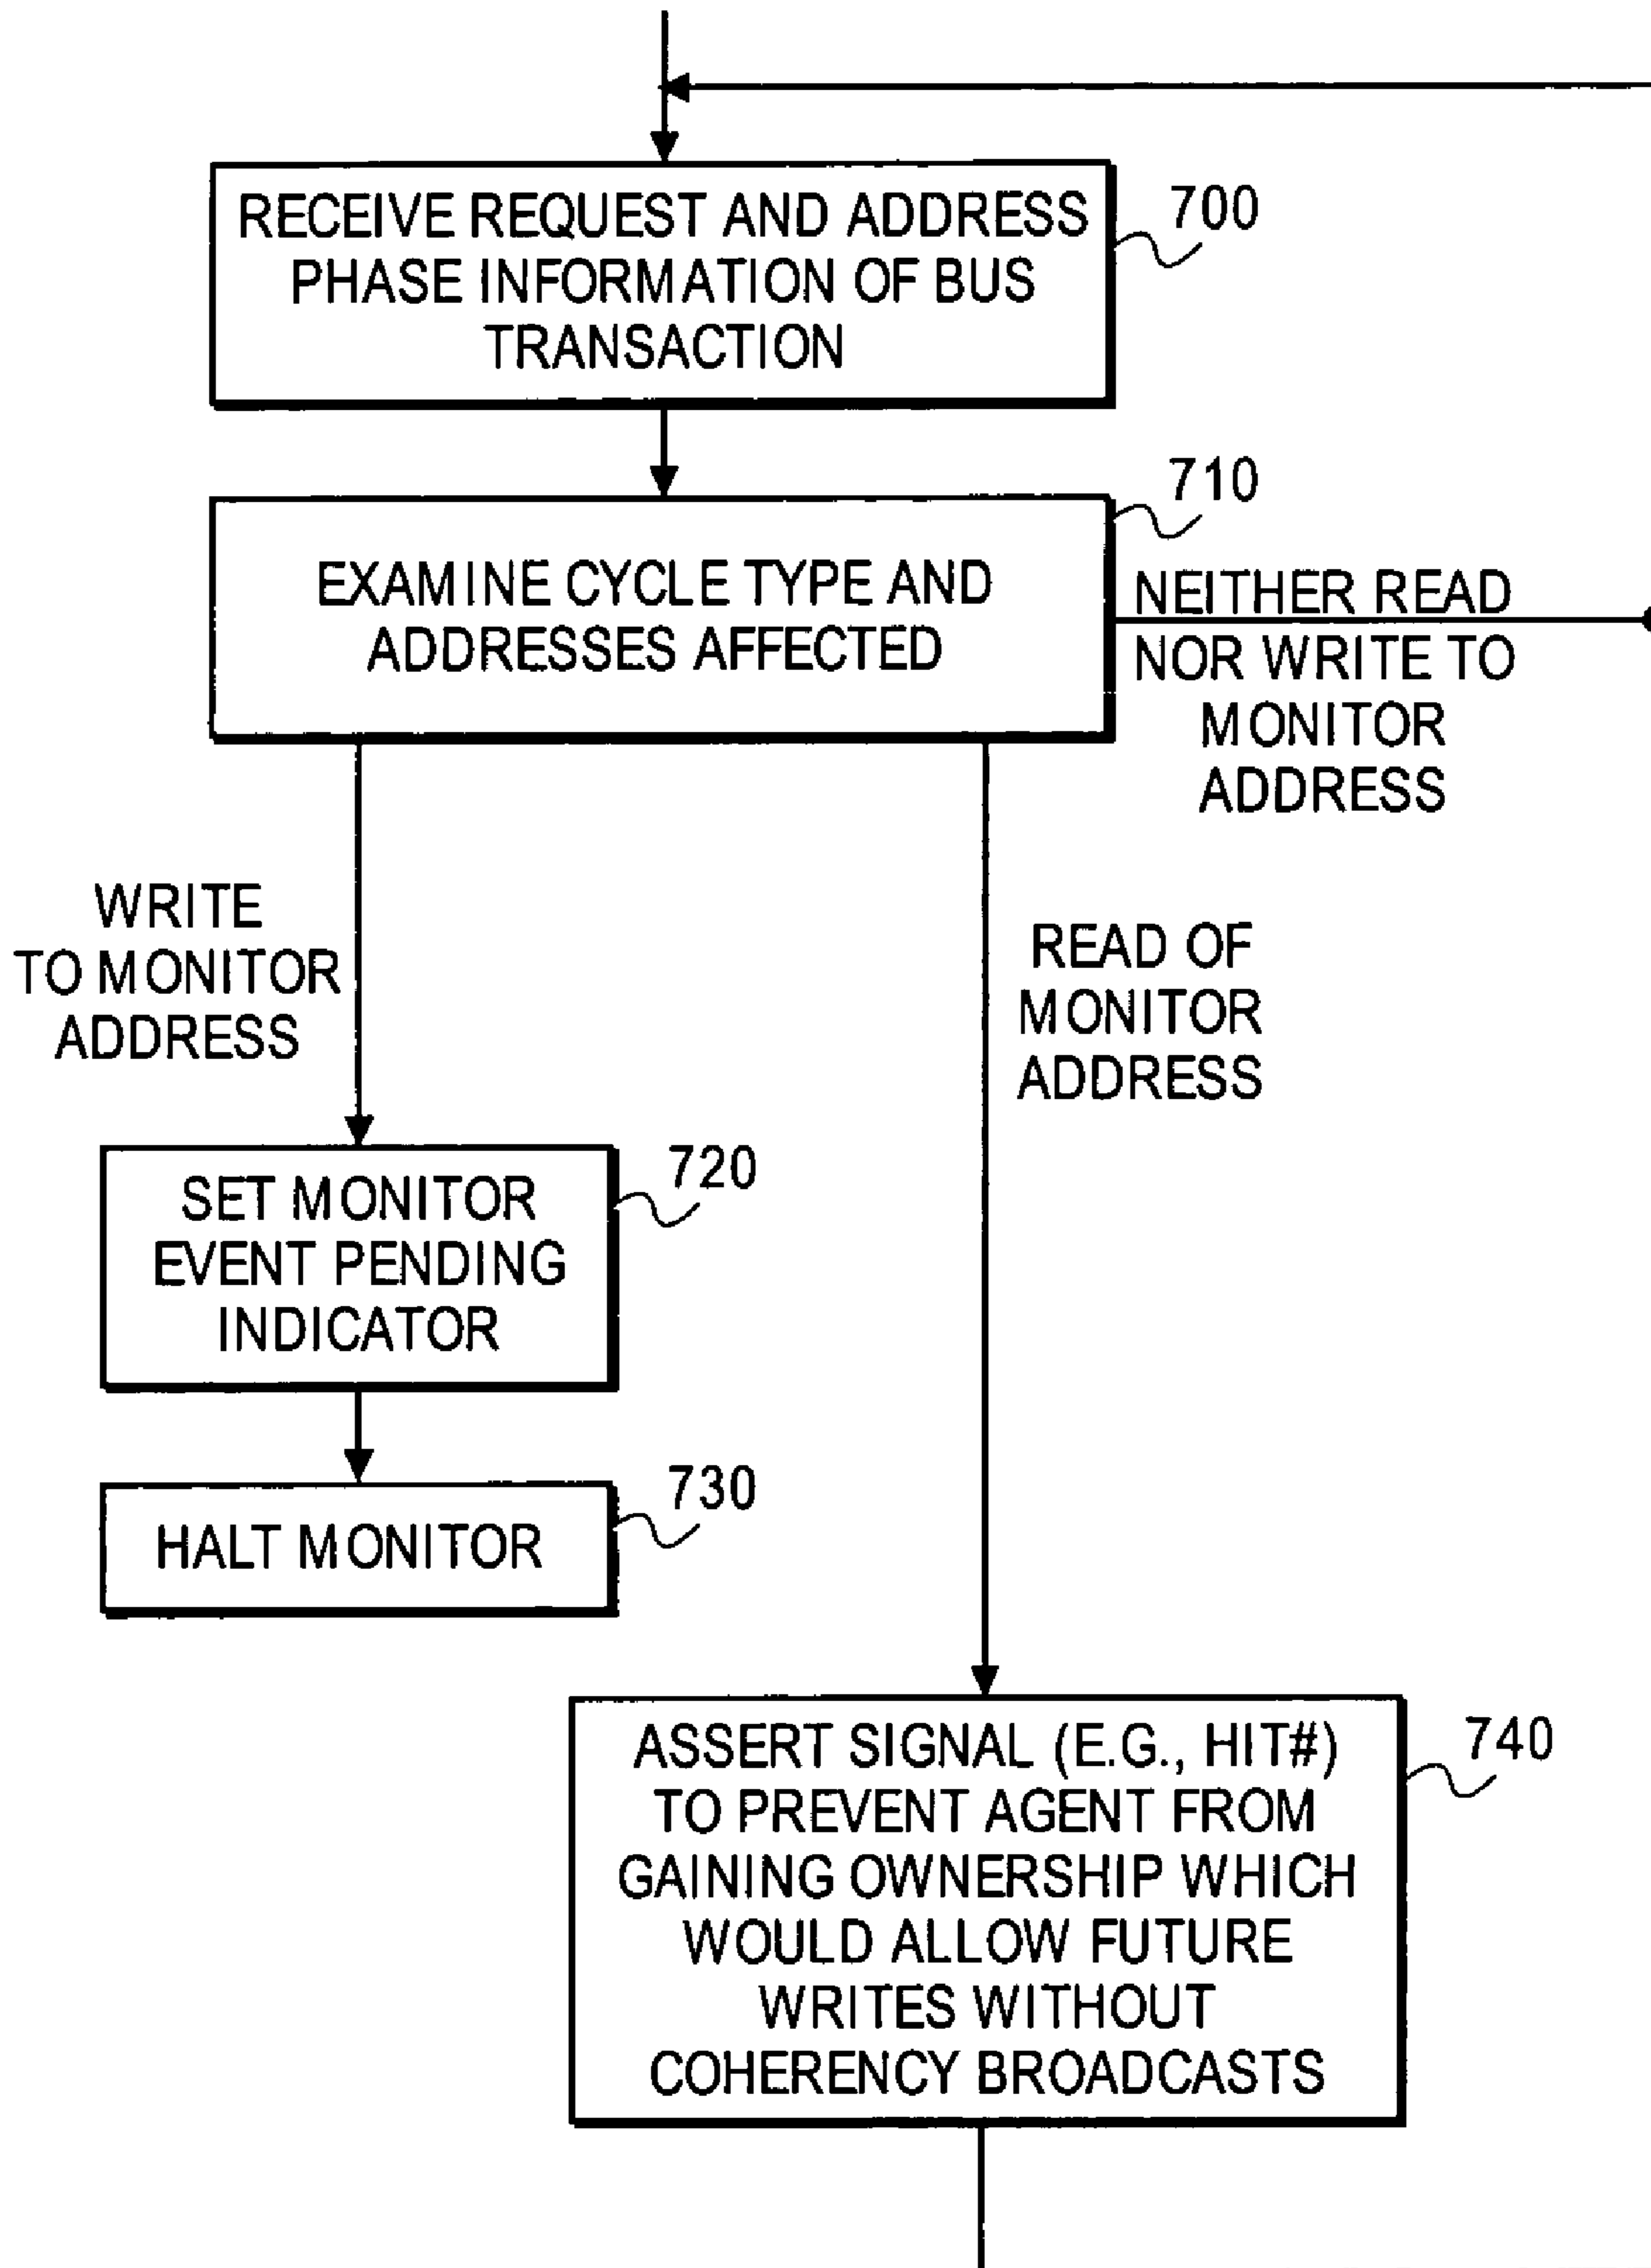 RECEIVE REQUEST AND ADDRESS
PHASE INFORMATION OF BUS
TRANSACTION
700
710
EXAMINE CYCLE TYPE AND
ADDRESSES AFFECTED
NEITHER READ
NOR WRITE TO
MONITOR
ADDRESS
WRITE
TO MONITOR
ADDRESS
READ OF
MONITOR
ADDRESS
SET MONITOR
EVENT PENDING
INDICATOR
720
HALT MONITOR
730
ASSERT SIGNAL (E.G., HIT#)
TO PREVENT AGENT FROM
GAINING OWNERSHIP WHICH
WOULD ALLOW FUTURE
WRITES WITHOUT
COHERENCY BROADCASTS
740